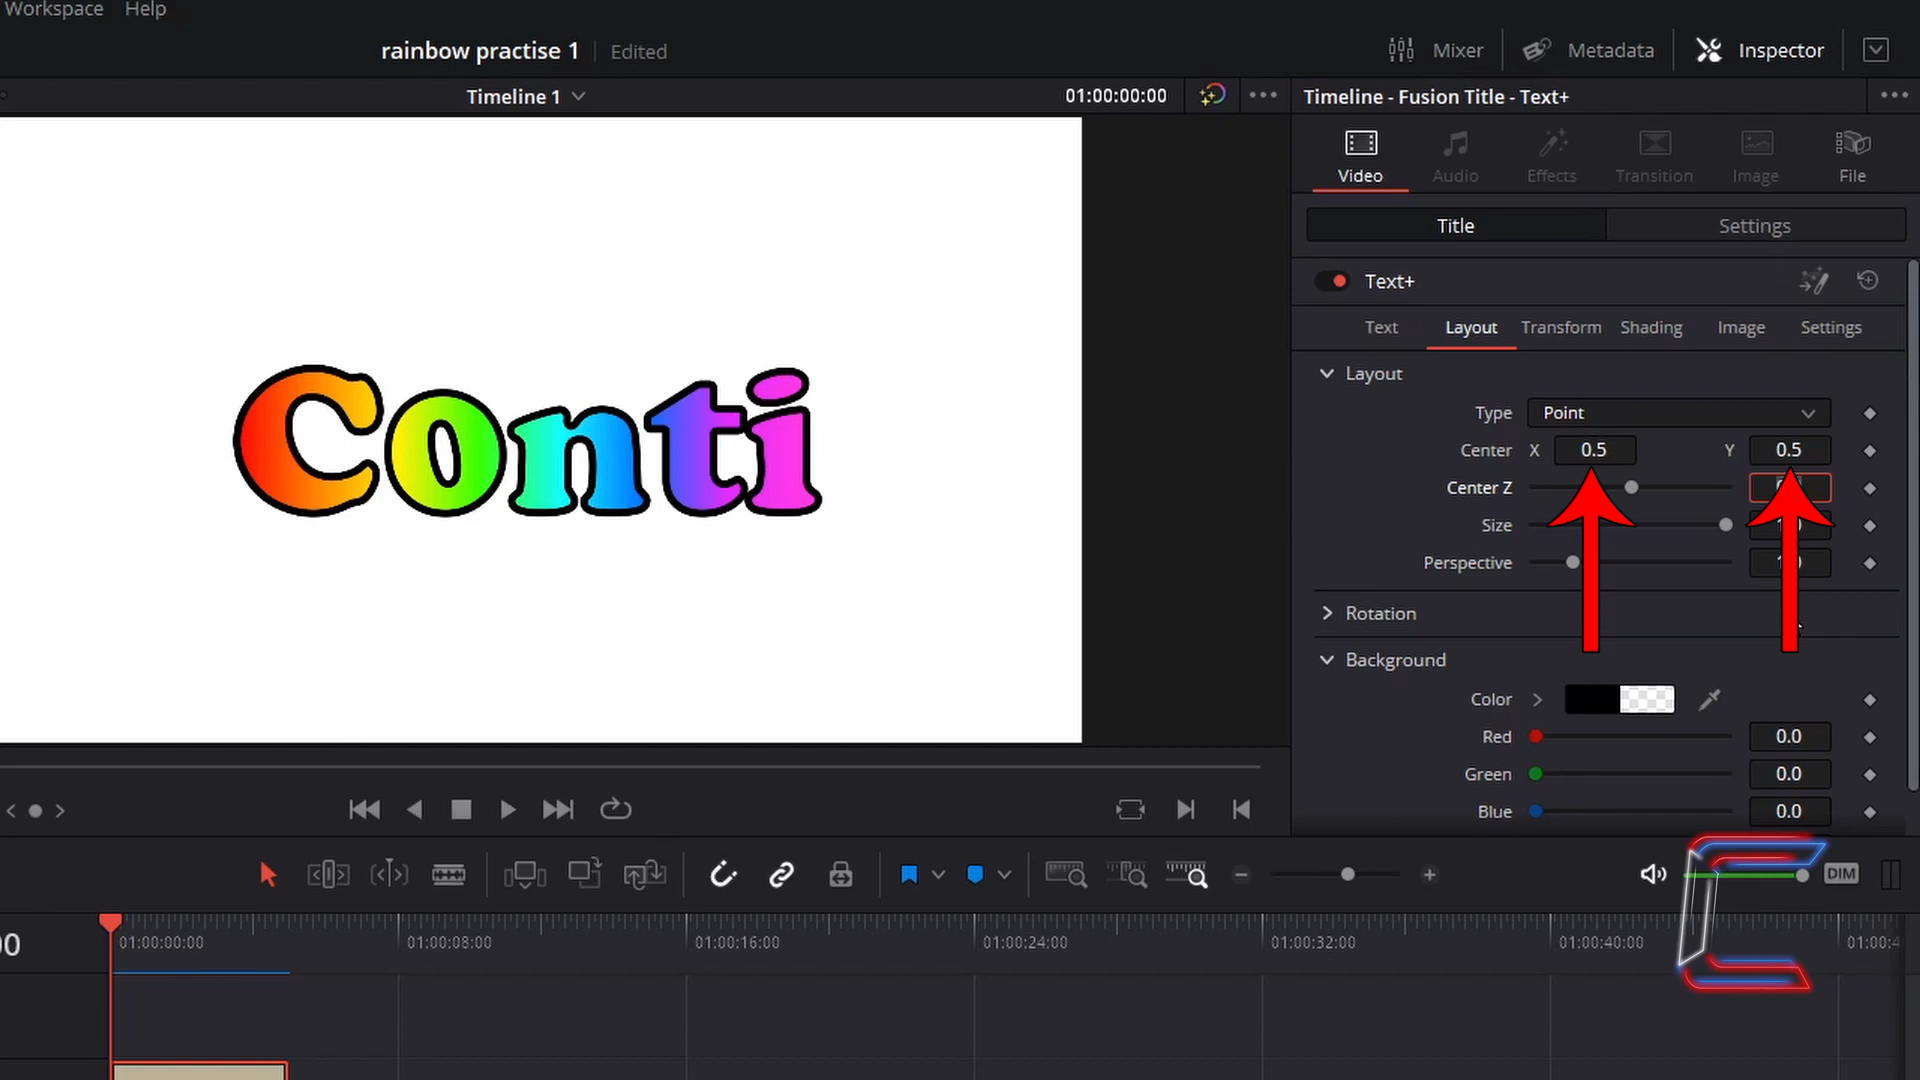 Workspace Help
rainbow practise 1 Edited
Mixer Metadata Inspector
Timeline 1 01:00:00:00
Timeline - Fusion Title - Text+
Video Audio Effects Transition Image File
Title Settings
Text+
Text Layout Transform Shading Image Settings
Layout
Type Point
Center X 0.5 Y 0.5
Center Z
Size
Perspective
Conti
Rotation
Background
Color
Red 0.0
Green 0.0
Blue 0.0
DIM
01:00:00:00 01:00:08:00 01:00:16:00 01:00:24:00 01:00:32:00 01:00:40:00